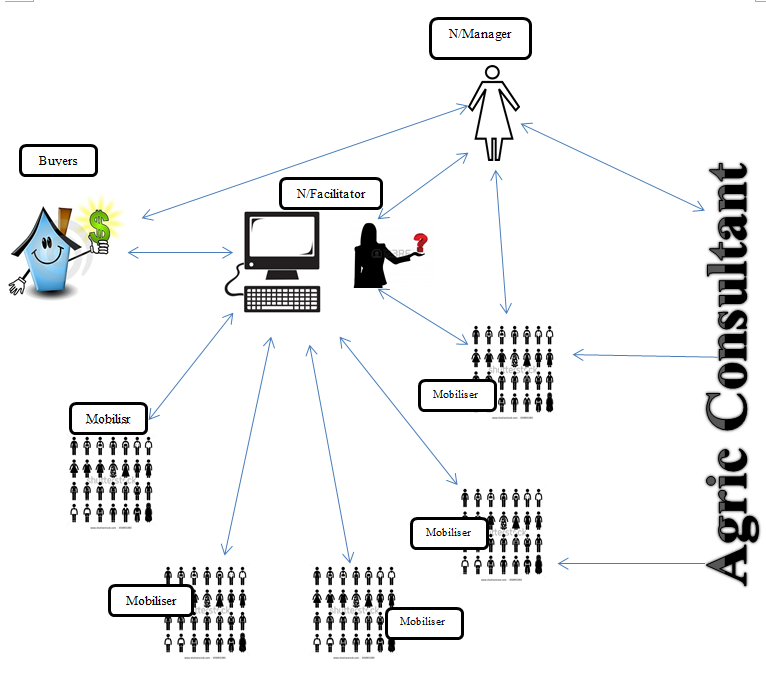 N/Manager
Buyers
N/Facilitator
$
?
Agric Consultant
Mobiliser
Mobilisr
Mobiliser
Mobiliser
Mobiliser